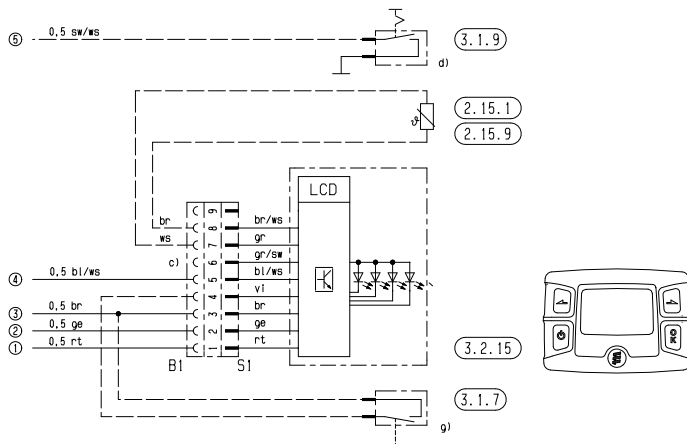 ⑤ 0,5 sw/ws
3.1.9
d)
2.15.1
2.15.9
LCD
9
br 8 br/ws
ws 7 gr
c) 6 gr/sw
④ 0,5 bl/ws 5 bl/ws
4 vi
③ 0,5 br 3 br
② 0,5 ge 2 ge
① 0,5 rt 1 rt
B1 S1
3.2.15
OK
3.1.7
g)